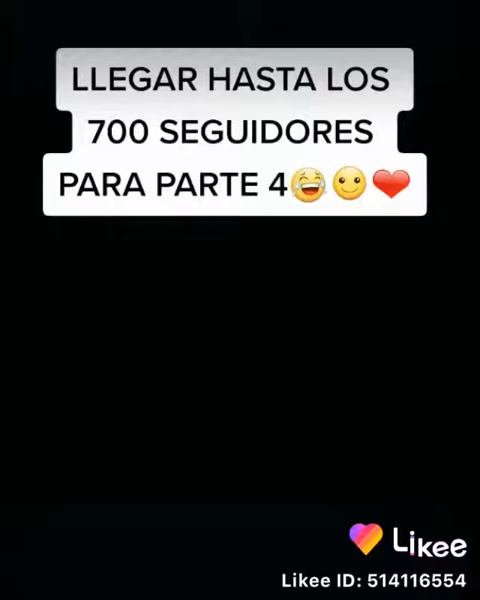 LLEGAR HASTA LOS
700 SEGUIDORES
PARA PARTE 4😂🙂❤️
Likee
Likee ID: 514116554